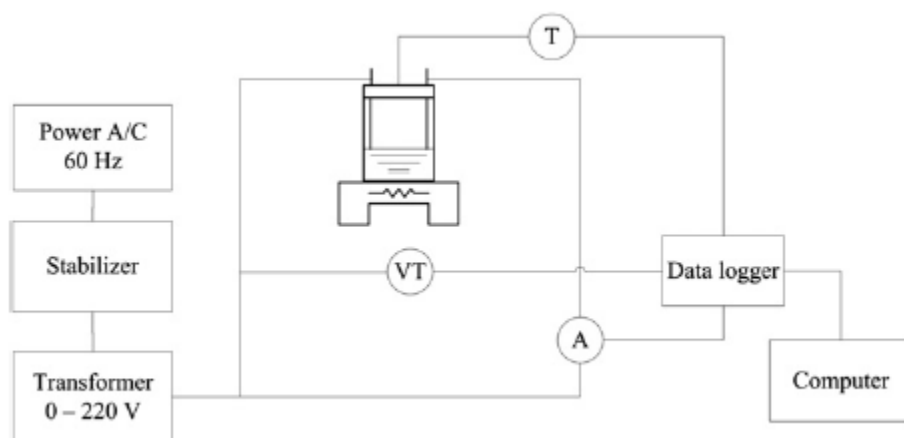 T
Power A/C
60 Hz
Stabilizer
VT
Data logger
A
Transformer
0 – 220 V
Computer